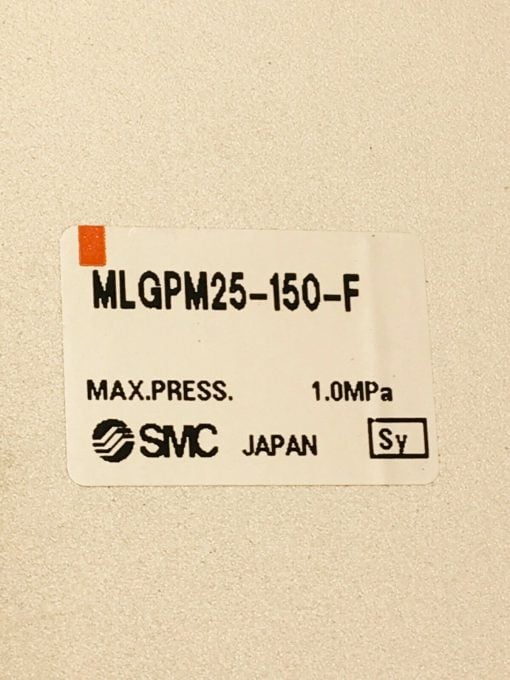 MLGPM25-150-F
MAX.PRESS. 1.0MPa
SMC JAPAN Sy